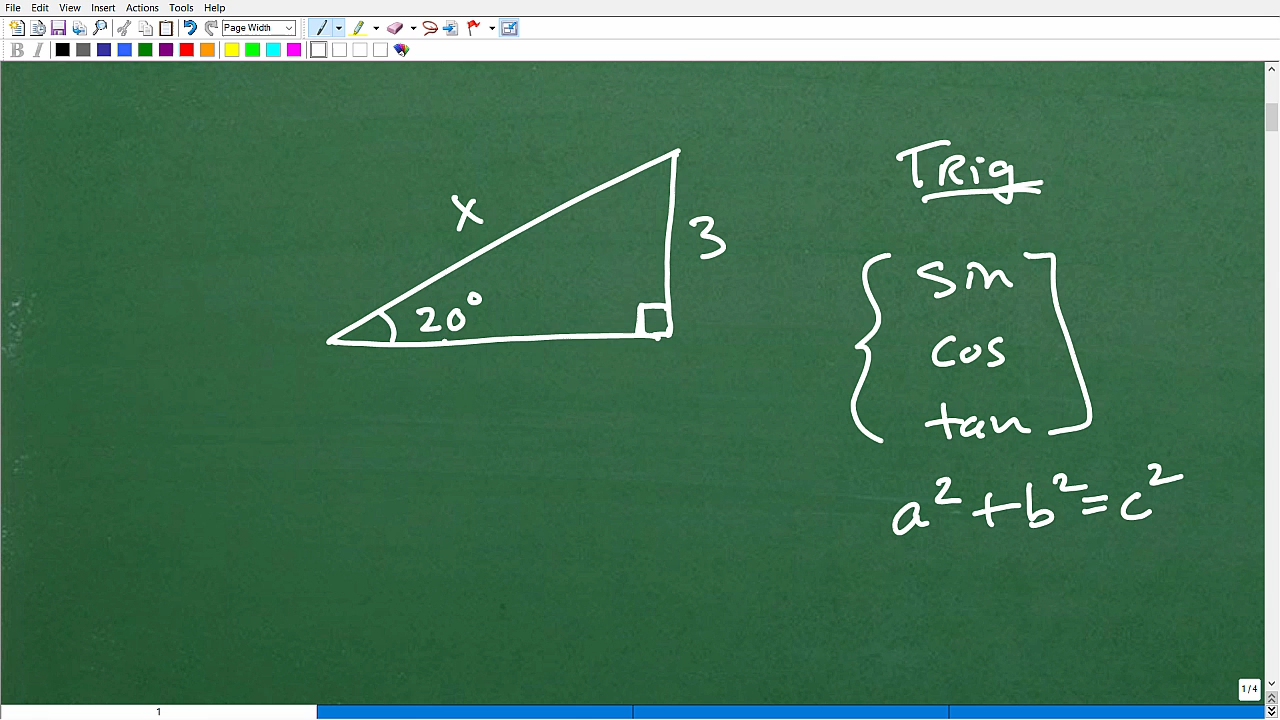 File Edit View Insert Actions Tools Help
Page Width
B I
TRig
x
3
20°
sin
cos
tan
a² + b² = c²
1 / 4
1